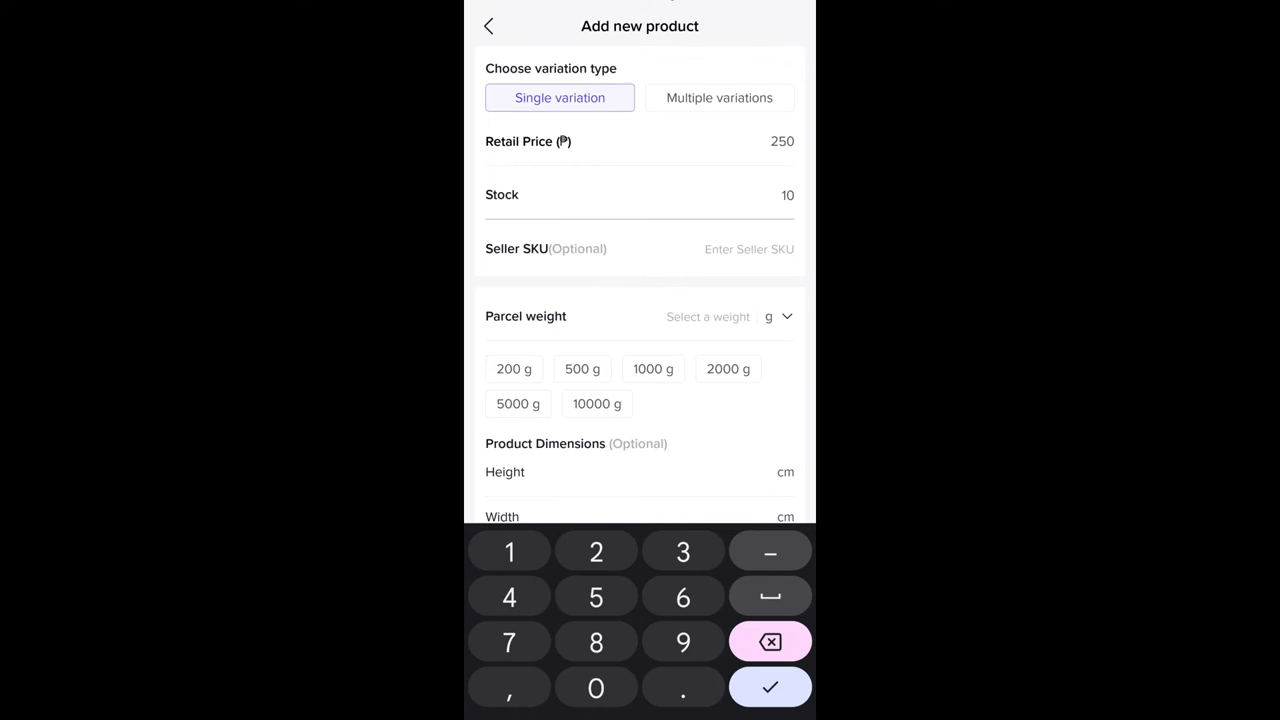 Add new product
Choose variation type
Single variation Multiple variations
Retail Price (₱) 250
Stock 10
Seller SKU(Optional) Enter Seller SKU
Parcel weight Select a weight g
200 g 500 g 1000 g 2000 g
5000 g 10000 g
Product Dimensions (Optional)
Height cm
Width cm
1 2 3 –
4 5 6
7 8 9
, 0 .